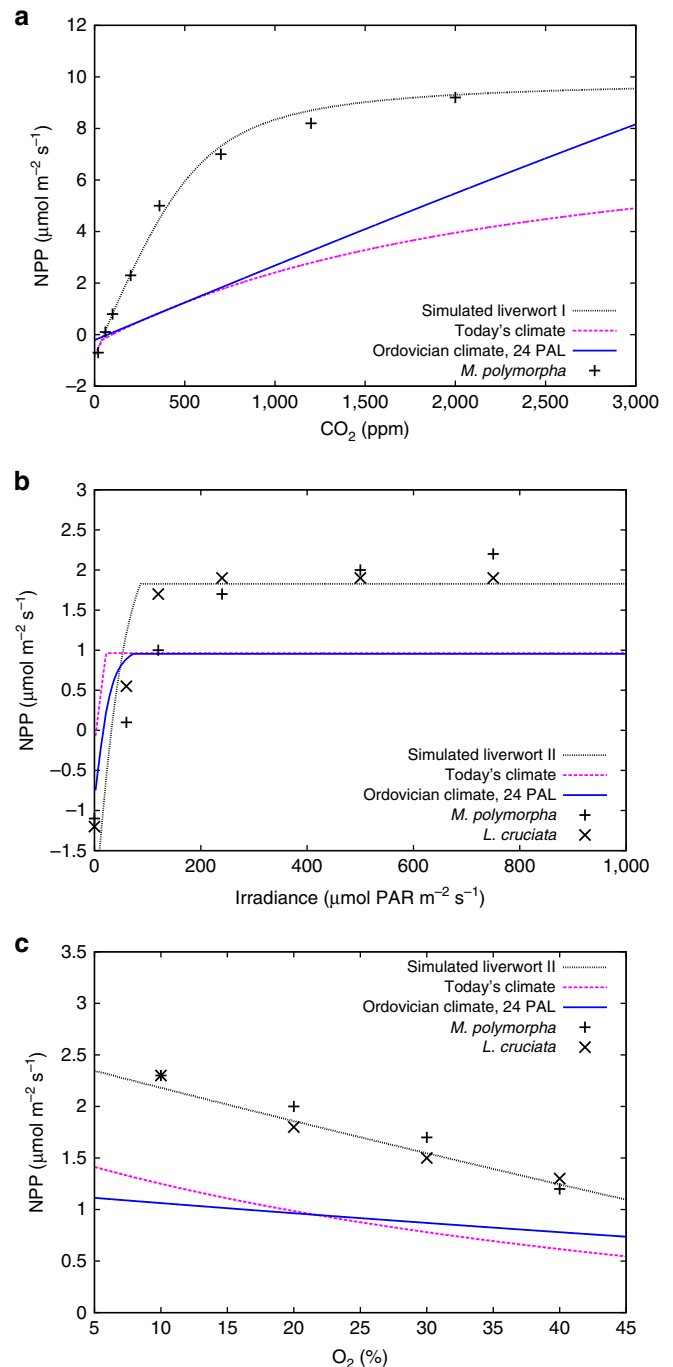 a
12
10
8
6
4
2
0
−2
NPP (μmol m−2 s−1)
Simulated liverwort I
Today's climate
Ordovician climate, 24 PAL
M. polymorpha
0 500 1,000 1,500 2,000 2,500 3,000
CO2 (ppm)
b
3
2.5
2
1.5
1
0.5
0
−0.5
−1
−1.5
NPP (μmol m−2 s−1)
Simulated liverwort II
Today's climate
Ordovician climate, 24 PAL
M. polymorpha
L. cruciata
0 200 400 600 800 1,000
Irradiance (μmol PAR m−2 s−1)
c
3.5
3
2.5
2
1.5
1
0.5
0
NPP (μmol m−2 s−1)
Simulated liverwort II
Today's climate
Ordovician climate, 24 PAL
M. polymorpha
L. cruciata
5 10 15 20 25 30 35 40 45
O2 (%)